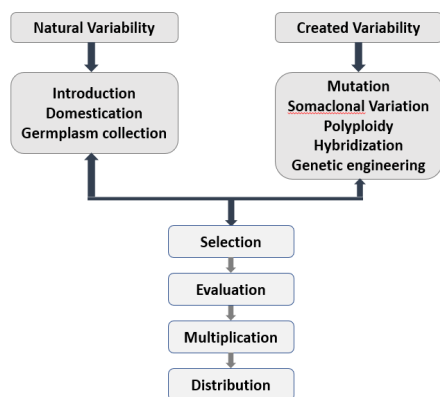 Natural Variability
Created Variability
Introduction
Domestication
Germplasm collection
Mutation
Somaclonal Variation
Polyploidy
Hybridization
Genetic engineering
Selection
Evaluation
Multiplication
Distribution